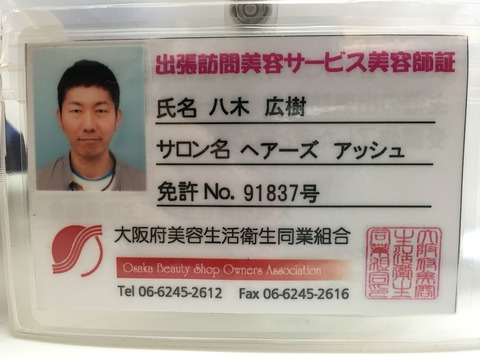 出張訪問美容サービス美容師証
氏名 八木 広樹
サロン名 ヘアーズ アッシュ
免許No. 91837号
大阪府美容生活衛生同業組合
Osaka Beauty Shop Owners Association
Tel 06-6245-2612 Fax 06-6245-2616